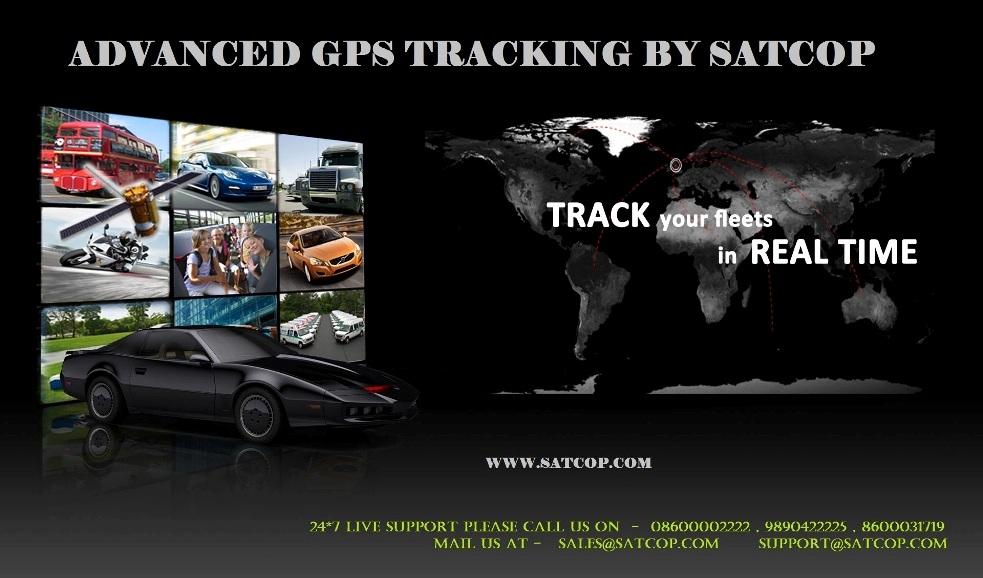 ADVANCED GPS TRACKING BY SATCOP
TRACK your fleets
in REAL TIME
WWW.SATCOP.COM
24*7 LIVE SUPPORT PLEASE CALL US ON - 08600002222 , 9890422225 , 8600031719
MAIL US AT - SALES@SATCOP.COM SUPPORT@SATCOP.COM